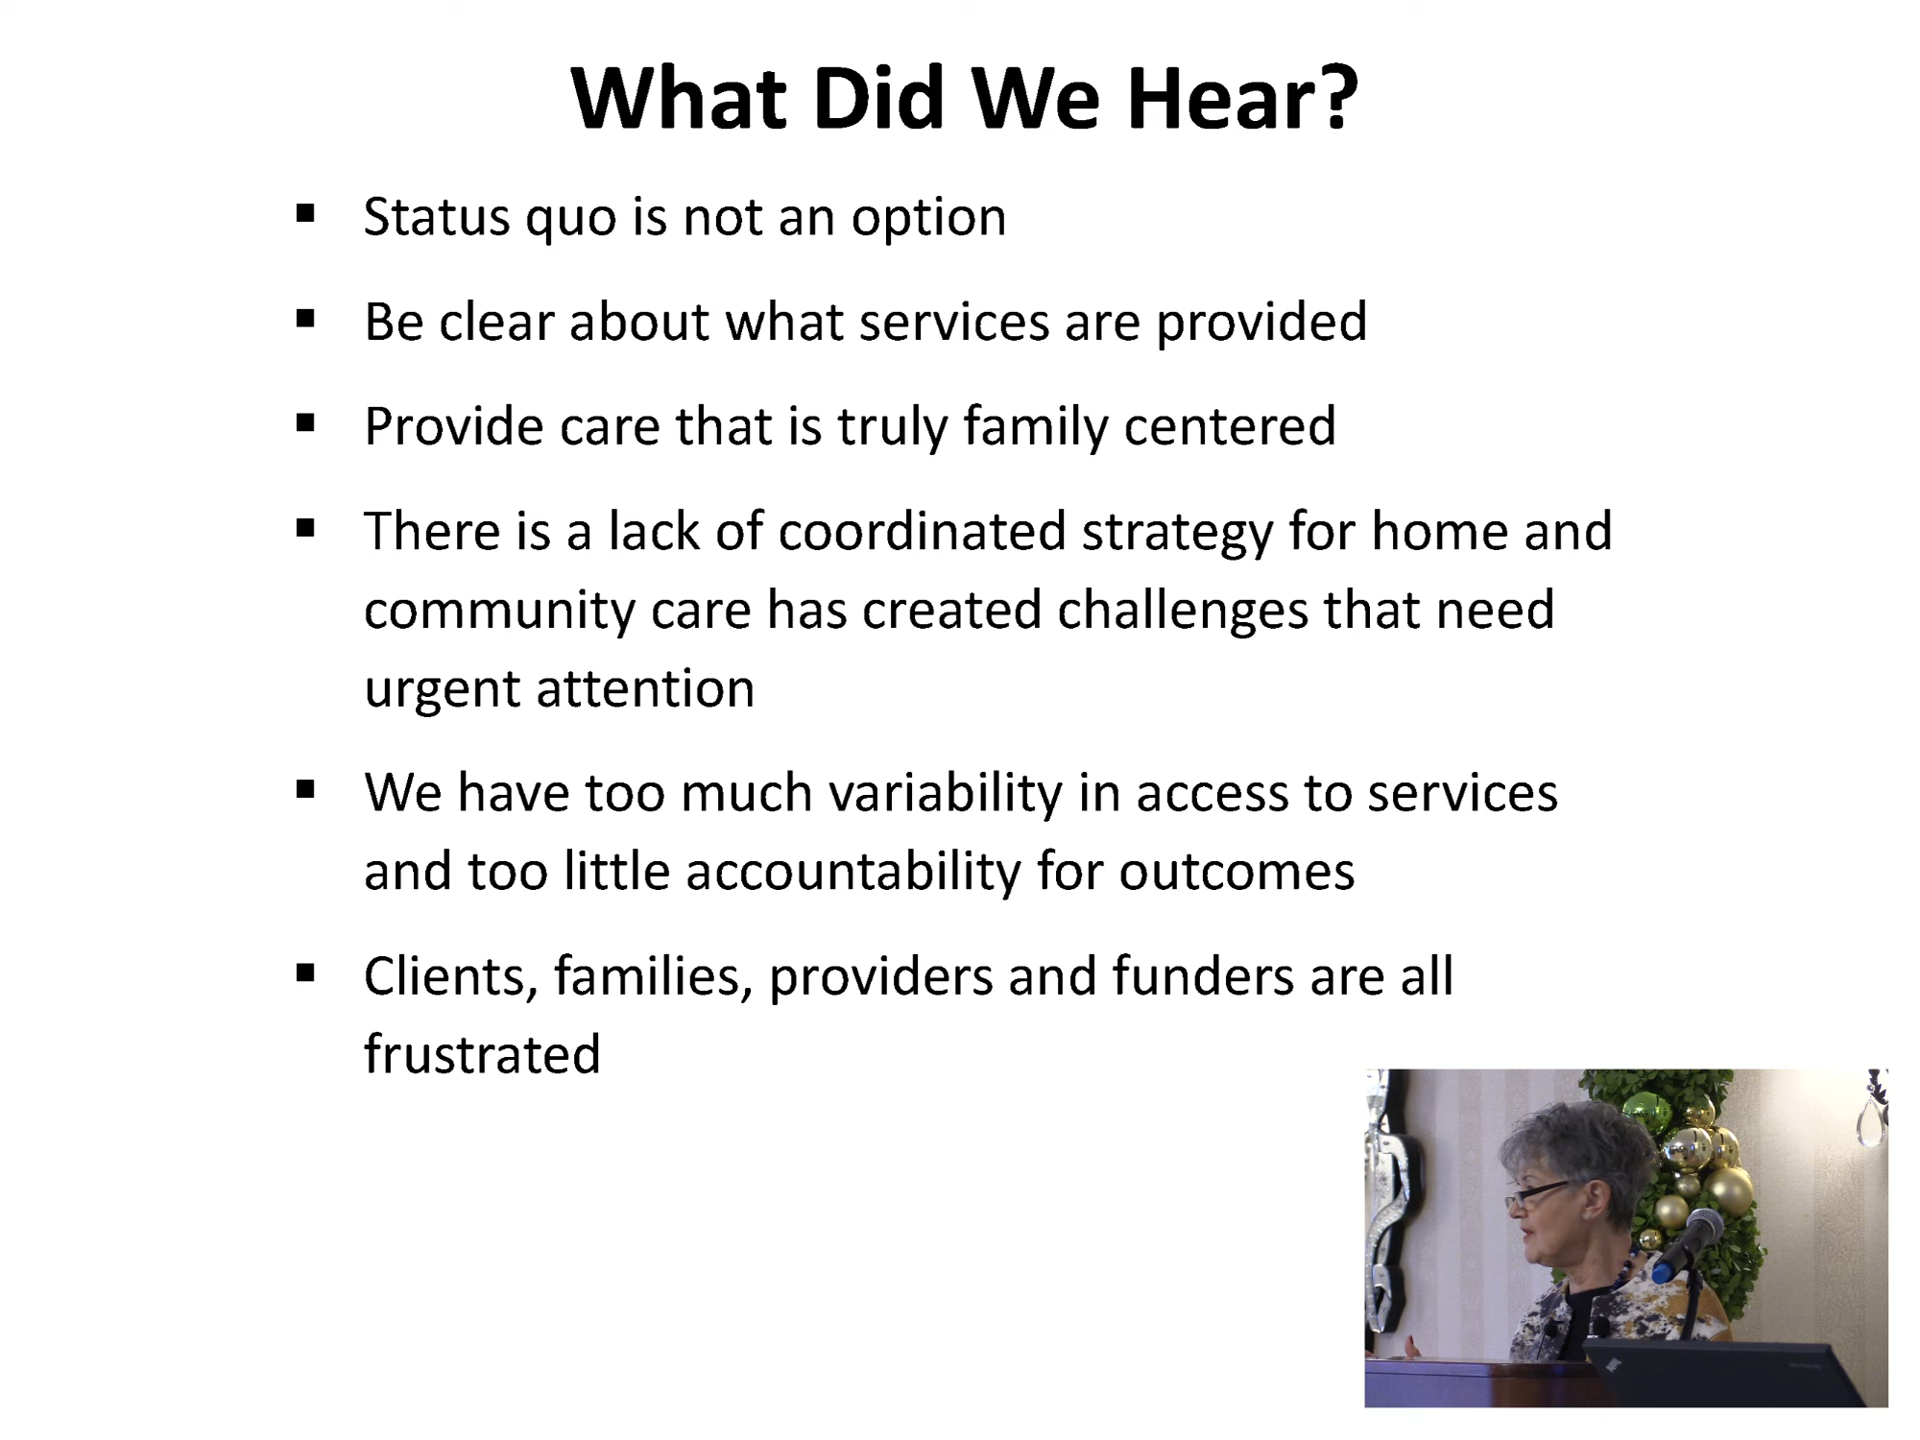 What Did We Hear?
▪ Status quo is not an option
▪ Be clear about what services are provided
▪ Provide care that is truly family centered
▪ There is a lack of coordinated strategy for home and
community care has created challenges that need
urgent attention
▪ We have too much variability in access to services
and too little accountability for outcomes
▪ Clients, families, providers and funders are all
frustrated